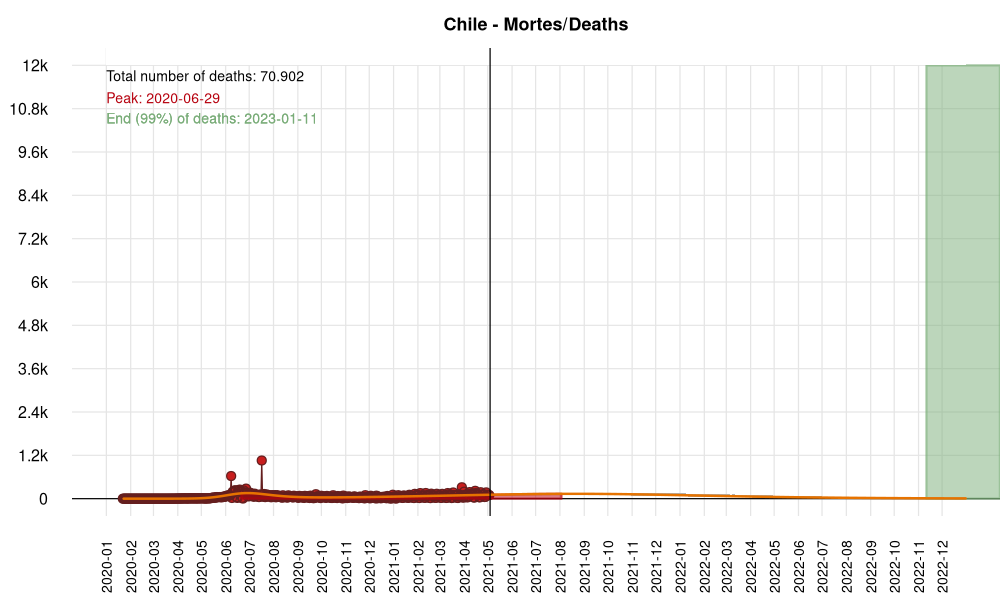 Chile - Mortes/Deaths
Total number of deaths: 70.902
Peak: 2020-06-29
End (99%) of deaths: 2023-01-11
12k
10.8k
9.6k
8.4k
7.2k
6k
4.8k
3.6k
2.4k
1.2k
0
2020-01
2020-02
2020-03
2020-04
2020-05
2020-06
2020-07
2020-08
2020-09
2020-10
2020-11
2020-12
2021-01
2021-02
2021-03
2021-04
2021-05
2021-06
2021-07
2021-08
2021-09
2021-10
2021-11
2021-12
2022-01
2022-02
2022-03
2022-04
2022-05
2022-06
2022-07
2022-08
2022-09
2022-10
2022-11
2022-12